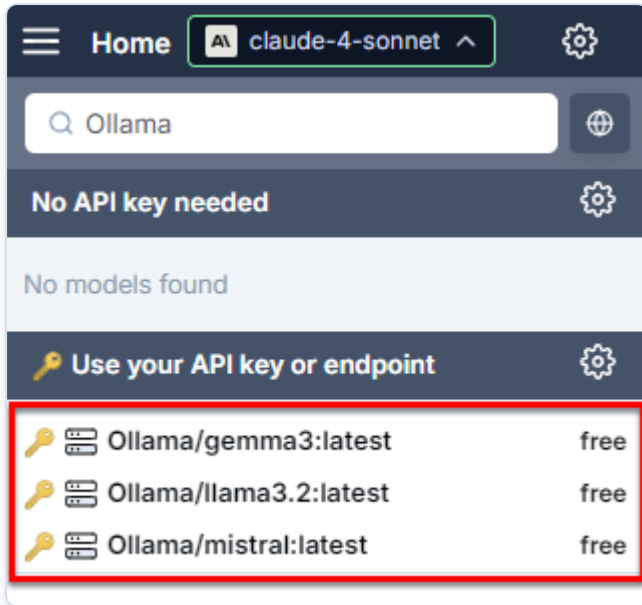 Home claude-4-sonnet
Ollama
No API key needed
No models found
Use your API key or endpoint
Ollama/gemma3:latest free
Ollama/llama3.2:latest free
Ollama/mistral:latest free